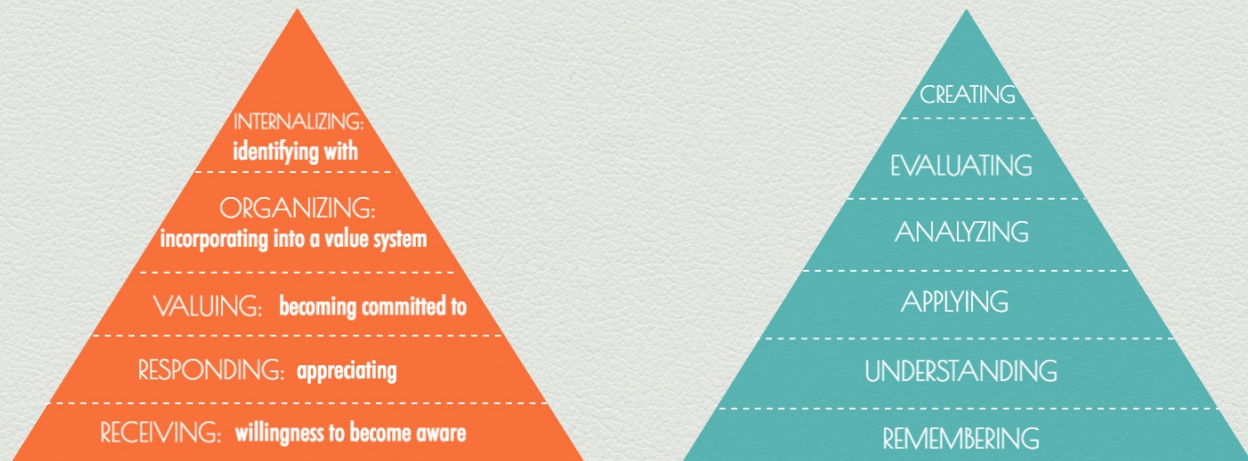 INTERNALIZING:
identifying with
ORGANIZING:
incorporating into a value system
VALUING: becoming committed to
RESPONDING: appreciating
RECEIVING: willingness to become aware
CREATING
EVALUATING
ANALYZING
APPLYING
UNDERSTANDING
REMEMBERING